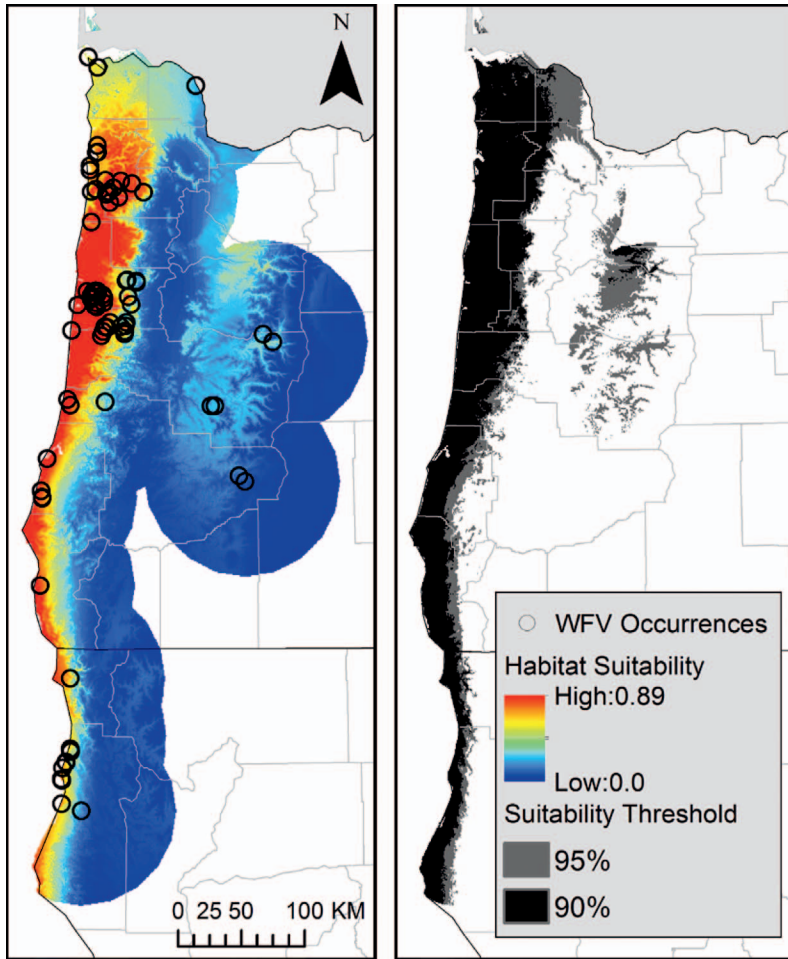 N
0 25 50 100 KM
WFV Occurrences
Habitat Suitability
High:0.89
Low:0.0
Suitability Threshold
95%
90%